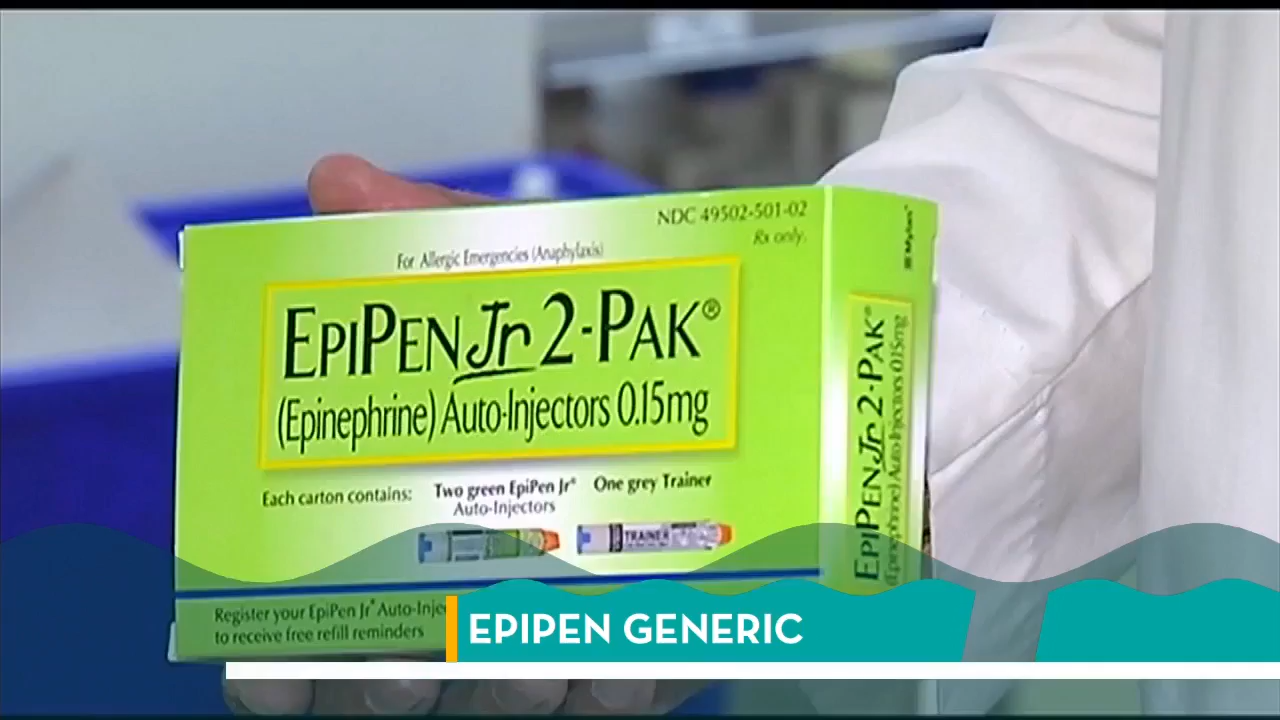 NDC 49502-501-02
Rx only.
For Allergic Emergencies (Anaphylaxis)
EPIPEN Jr 2-PAK®
(Epinephrine) Auto-Injectors 0.15mg
Each carton contains: Two green EpiPen Jr® One grey Trainer
Auto-Injectors
TRAINER
Register your EpiPen Jr® Auto-Injec
to receive free refill reminders
Mylan
EPIPEN Jr 2-PAK®
(Epinephrine) Auto-Injectors 0.15mg
EPIPEN GENERIC